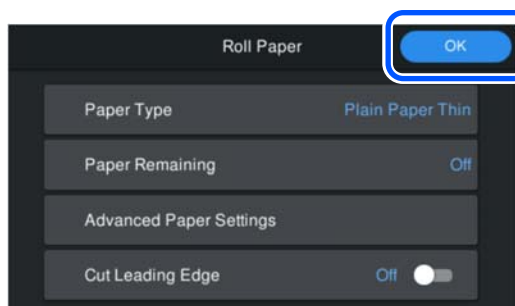 Roll Paper OK
Paper Type Plain Paper Thin
Paper Remaining Off
Advanced Paper Settings
Cut Leading Edge Off